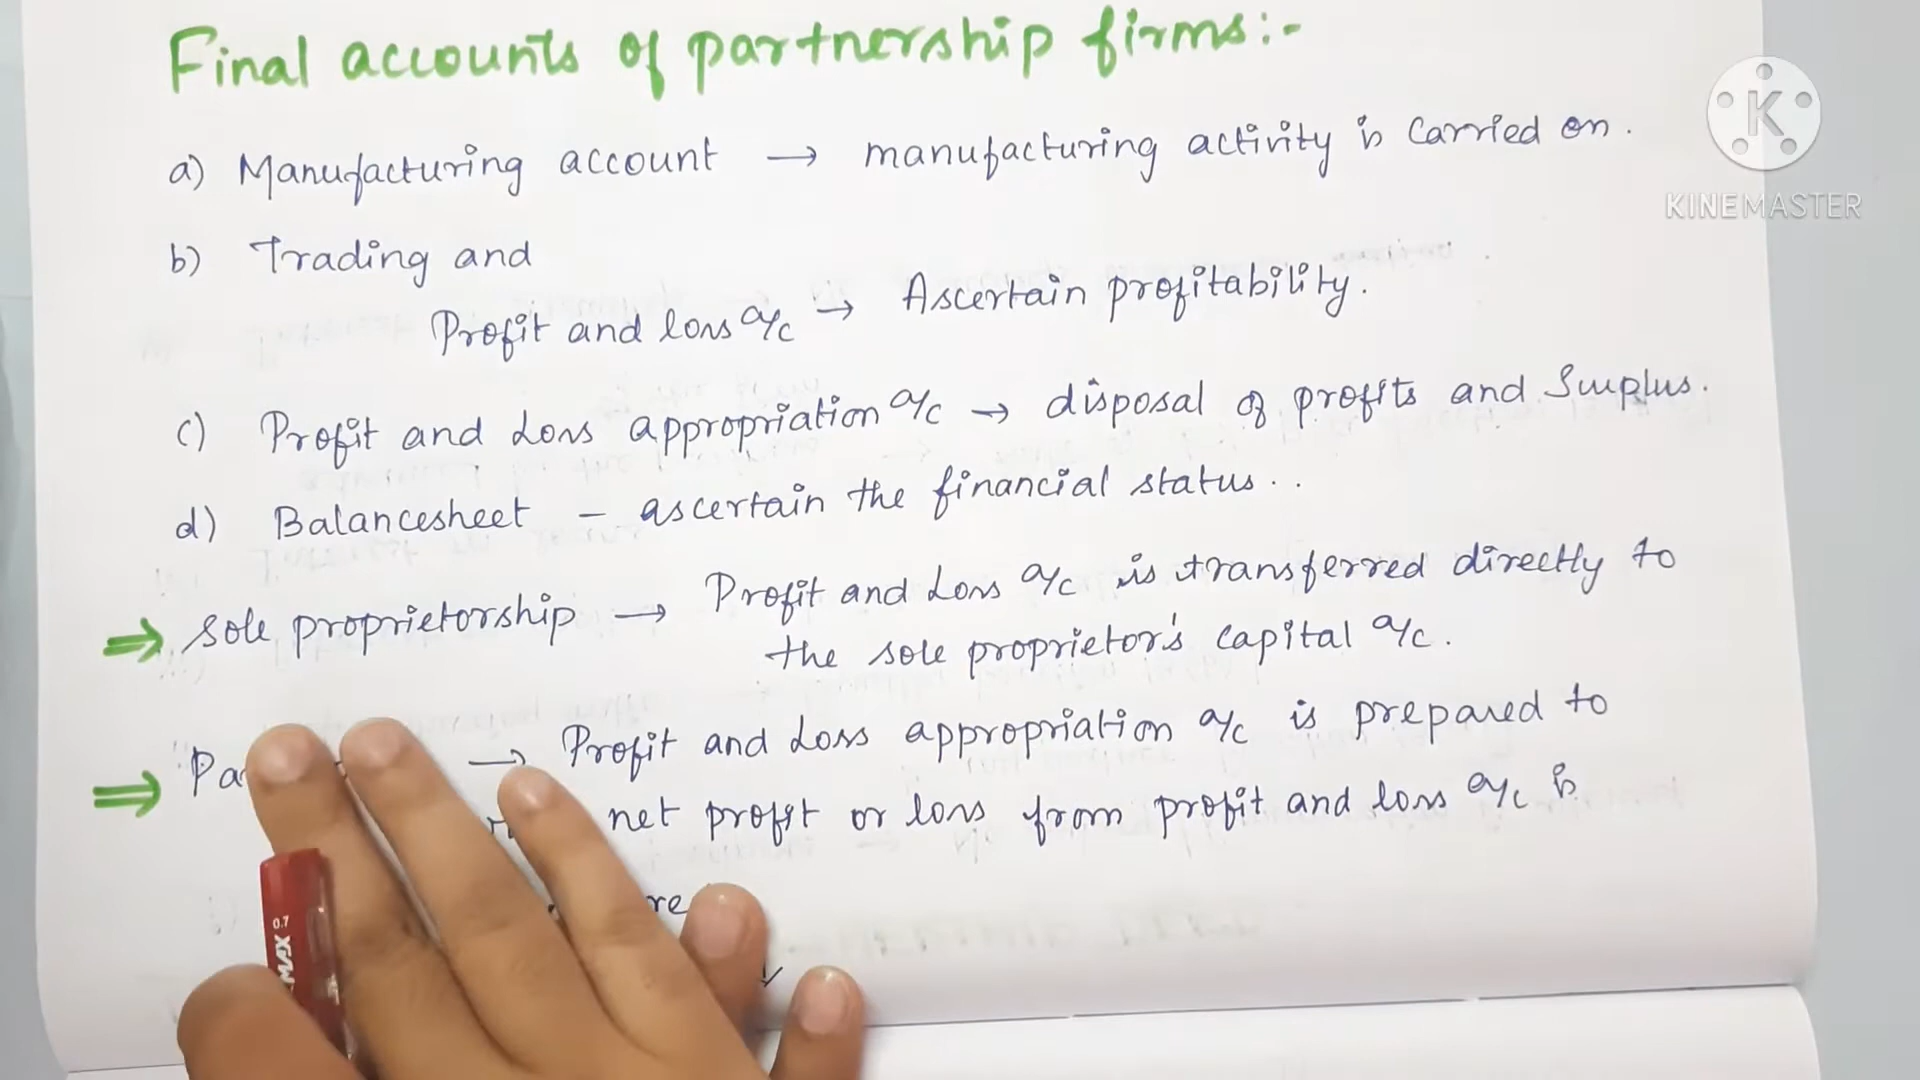 Final accounts of partnership firms:-
a) Manufacturing account → manufacturing activity is carried on.
b) Trading and
Profit and loss a/c → Ascertain profitability.
c) Profit and Loss appropriation a/c → disposal of profits and Surplus.
d) Balancesheet - ascertain the financial status..
⇒ sole proprietorship → Profit and Loss a/c is transferred directly to
the sole proprietor's capital a/c.
⇒ Pa → Profit and Loss appropriation a/c is prepared to
net profit or loss from profit and loss a/c is
re
K
KINEMASTER
0.7
MAX